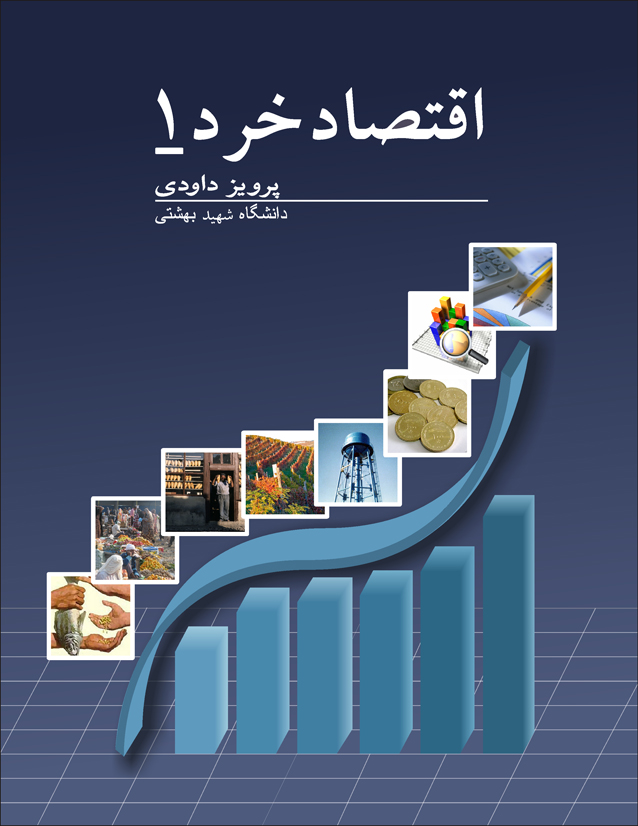 اقتصاد خرد ۱
پرویز داودی
دانشگاه شهید بهشتی